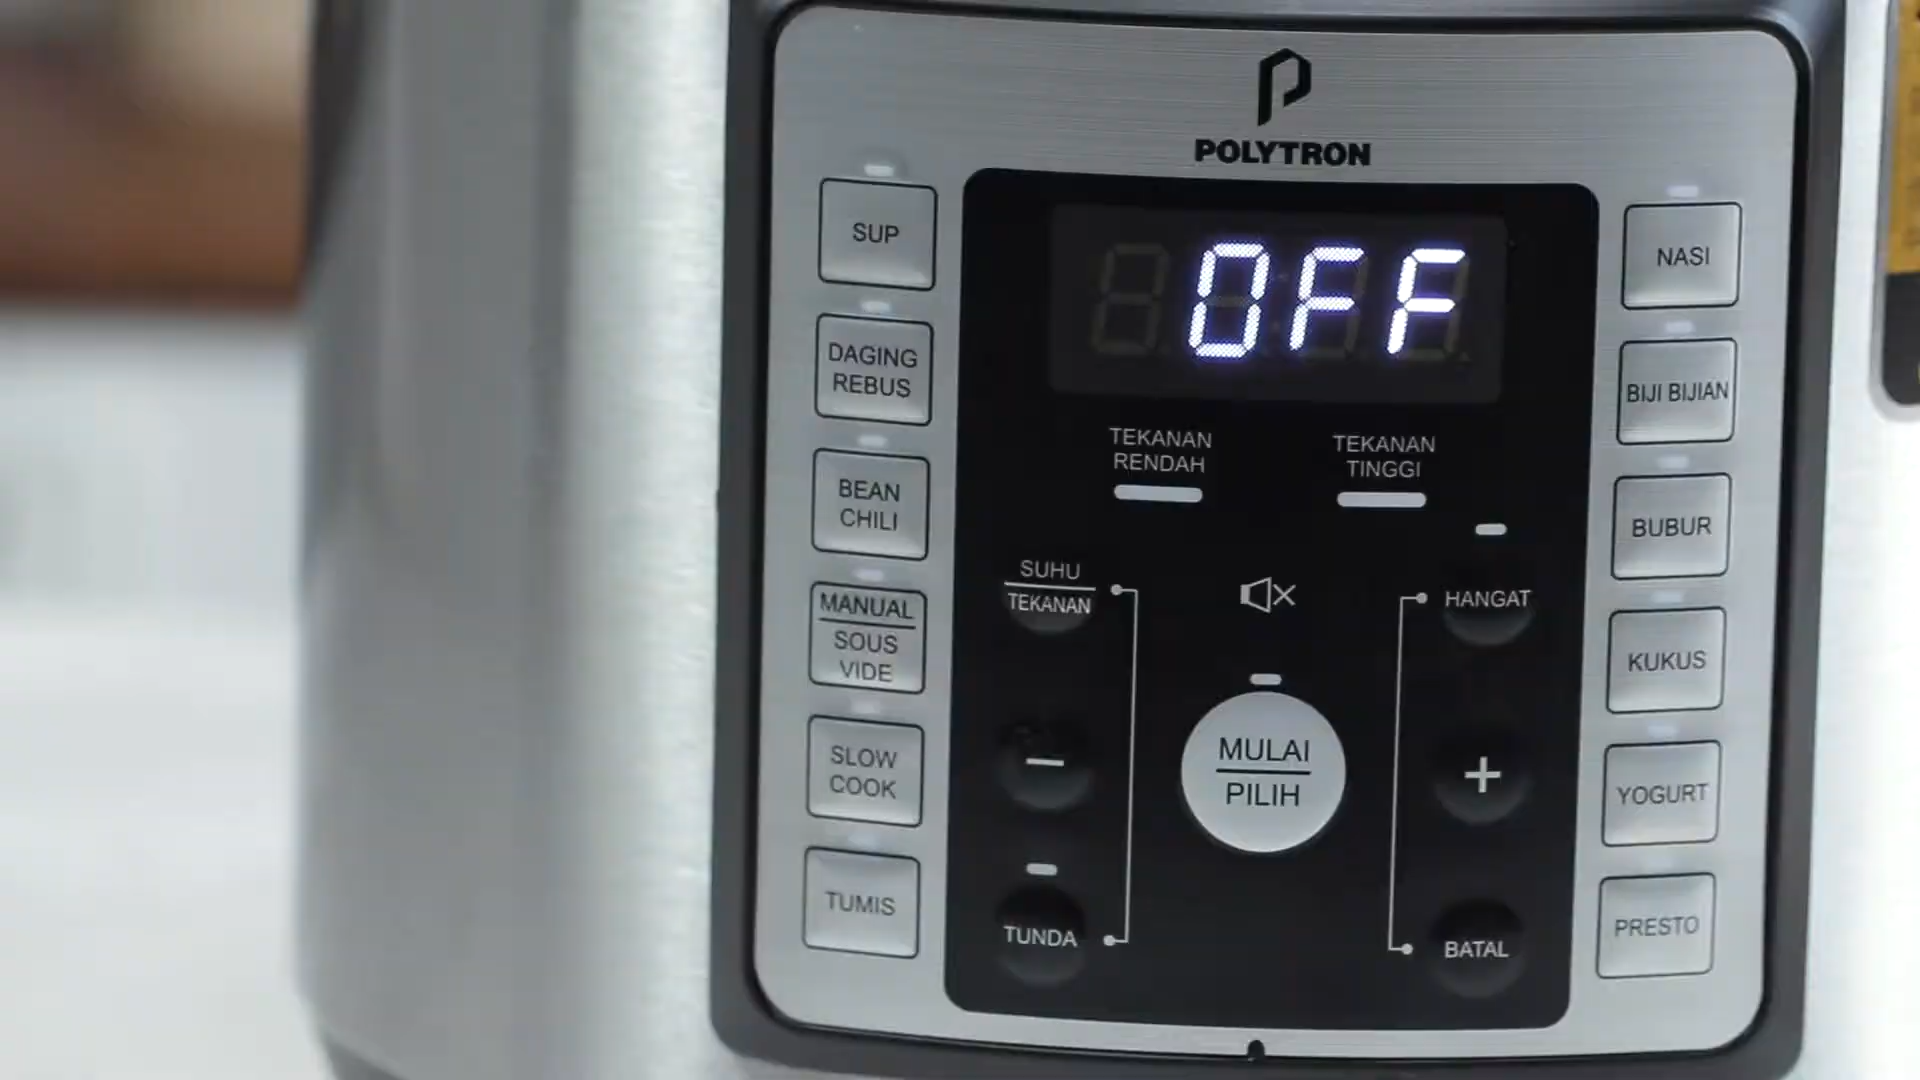 POLYTRON
OFF
SUP
DAGING
REBUS
BEAN
CHILI
MANUAL
SOUS
VIDE
SLOW
COOK
TUMIS
TEKANAN
RENDAH
TEKANAN
TINGGI
SUHU
TEKANAN
HANGAT
−
MULAI
PILIH
+
TUNDA
BATAL
NASI
BIJI BIJIAN
BUBUR
KUKUS
YOGURT
PRESTO